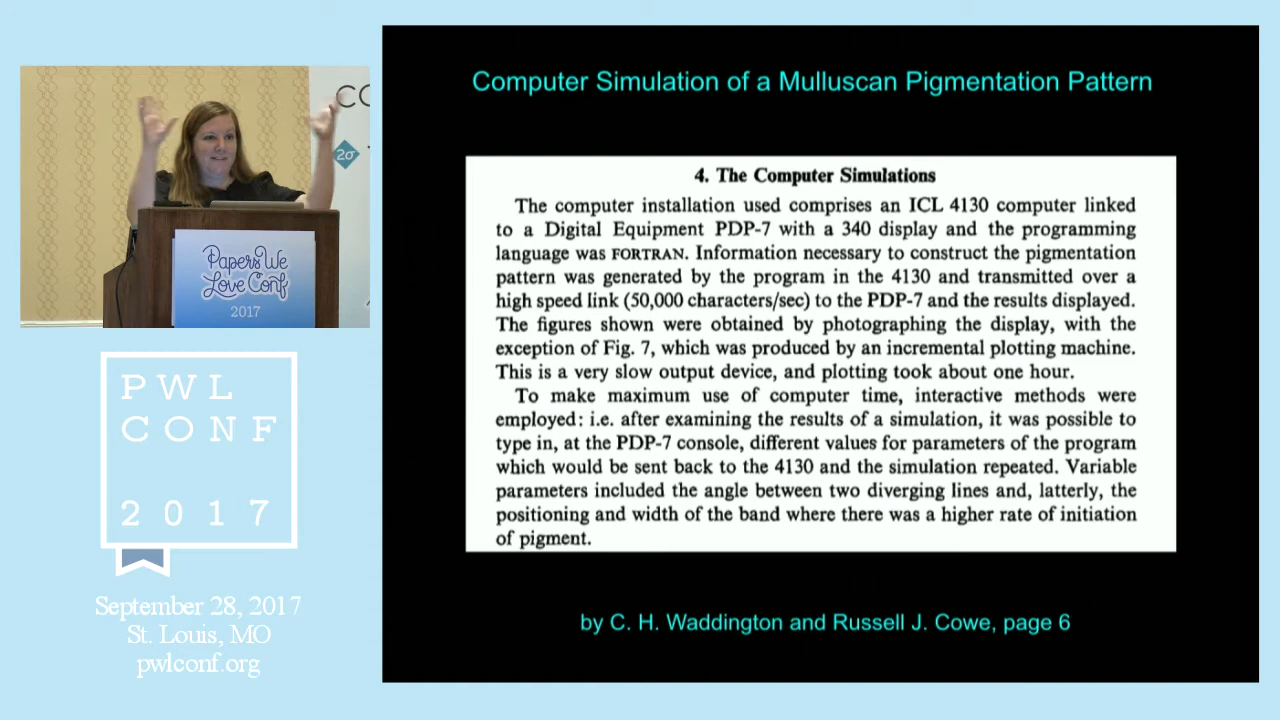 Computer Simulation of a Mulluscan Pigmentation Pattern
4. The Computer Simulations
The computer installation used comprises an ICL 4130 computer linked
to a Digital Equipment PDP-7 with a 340 display and the programming
language was FORTRAN. Information necessary to construct the pigmentation
pattern was generated by the program in the 4130 and transmitted over a
high speed link (50,000 characters/sec) to the PDP-7 and the results displayed.
The figures shown were obtained by photographing the display, with the
exception of Fig. 7, which was produced by an incremental plotting machine.
This is a very slow output device, and plotting took about one hour.
To make maximum use of computer time, interactive methods were
employed: i.e. after examining the results of a simulation, it was possible to
type in, at the PDP-7 console, different values for parameters of the program
which would be sent back to the 4130 and the simulation repeated. Variable
parameters included the angle between two diverging lines and, latterly, the
positioning and width of the band where there was a higher rate of initiation
of pigment.
by C. H. Waddington and Russell J. Cowe, page 6
CO
2σ
Papers We
Love Conf
2017
PWL
CONF
2017
September 28, 2017
St. Louis, MO
pwlconf.org